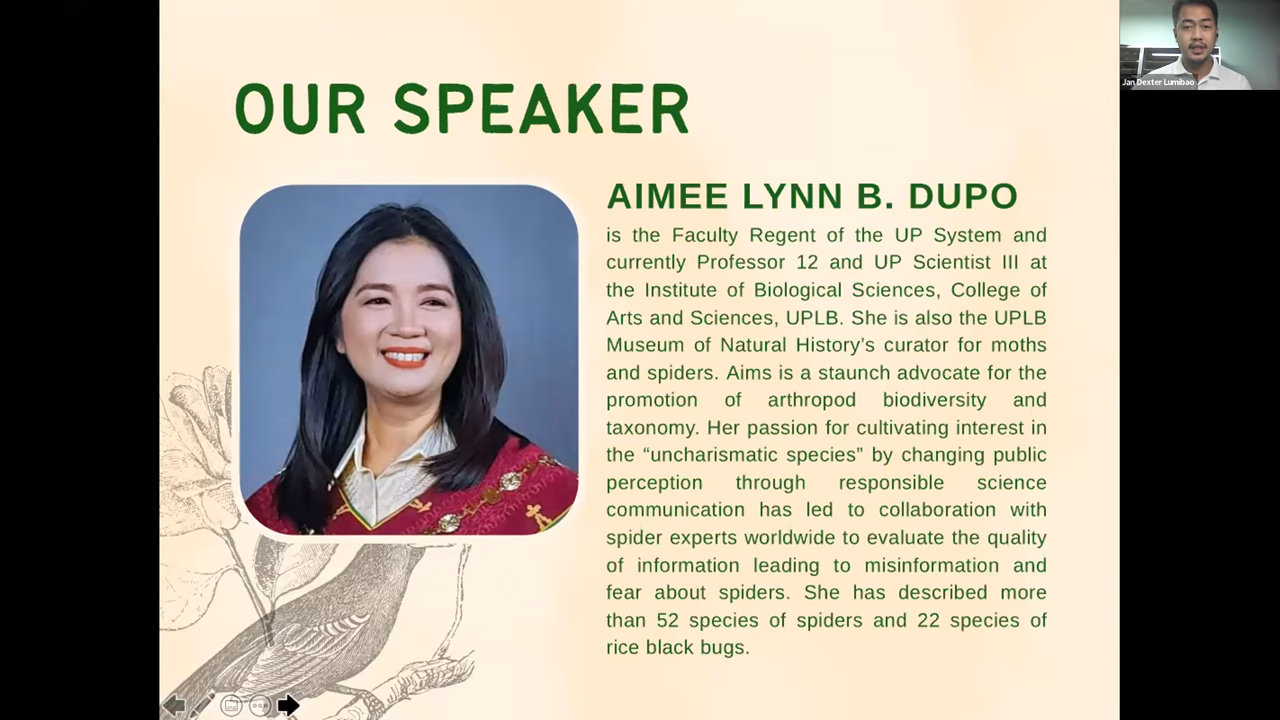 OUR SPEAKER
AIMEE LYNN B. DUPO
is the Faculty Regent of the UP System and
currently Professor 12 and UP Scientist III at
the Institute of Biological Sciences, College of
Arts and Sciences, UPLB. She is also the UPLB
Museum of Natural History's curator for moths
and spiders. Aims is a staunch advocate for the
promotion of arthropod biodiversity and
taxonomy. Her passion for cultivating interest in
the “uncharismatic species” by changing public
perception through responsible science
communication has led to collaboration with
spider experts worldwide to evaluate the quality
of information leading to misinformation and
fear about spiders. She has described more
than 52 species of spiders and 22 species of
rice black bugs.
Jan Dexter Lumibao